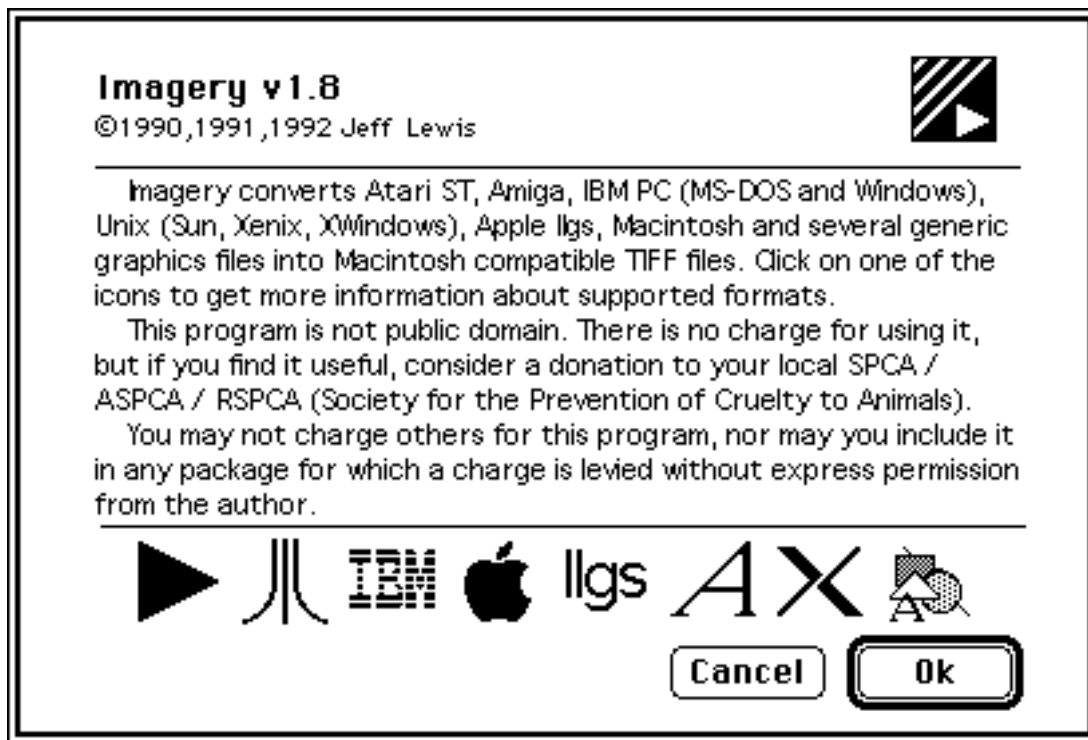 Imagery v1.8
©1990,1991,1992 Jeff Lewis
Imagery converts Atari ST, Amiga, IBM PC (MS-DOS and Windows),
Unix (Sun, Xenix, XWindows), Apple IIgs, Macintosh and several generic
graphics files into Macintosh compatible TIFF files. Click on one of the
icons to get more information about supported formats.
This program is not public domain. There is no charge for using it,
but if you find it useful, consider a donation to your local SPCA /
ASPCA / RSPCA (Society for the Prevention of Cruelty to Animals).
You may not charge others for this program, nor may you include it
in any package for which a charge is levied without express permission
from the author.
IBM IIgs A X A
Cancel Ok